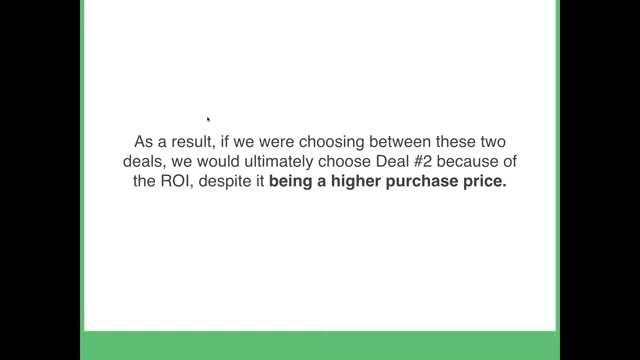 As a result, if we were choosing between these two
deals, we would ultimately choose Deal #2 because of
the ROI, despite it being a higher purchase price.